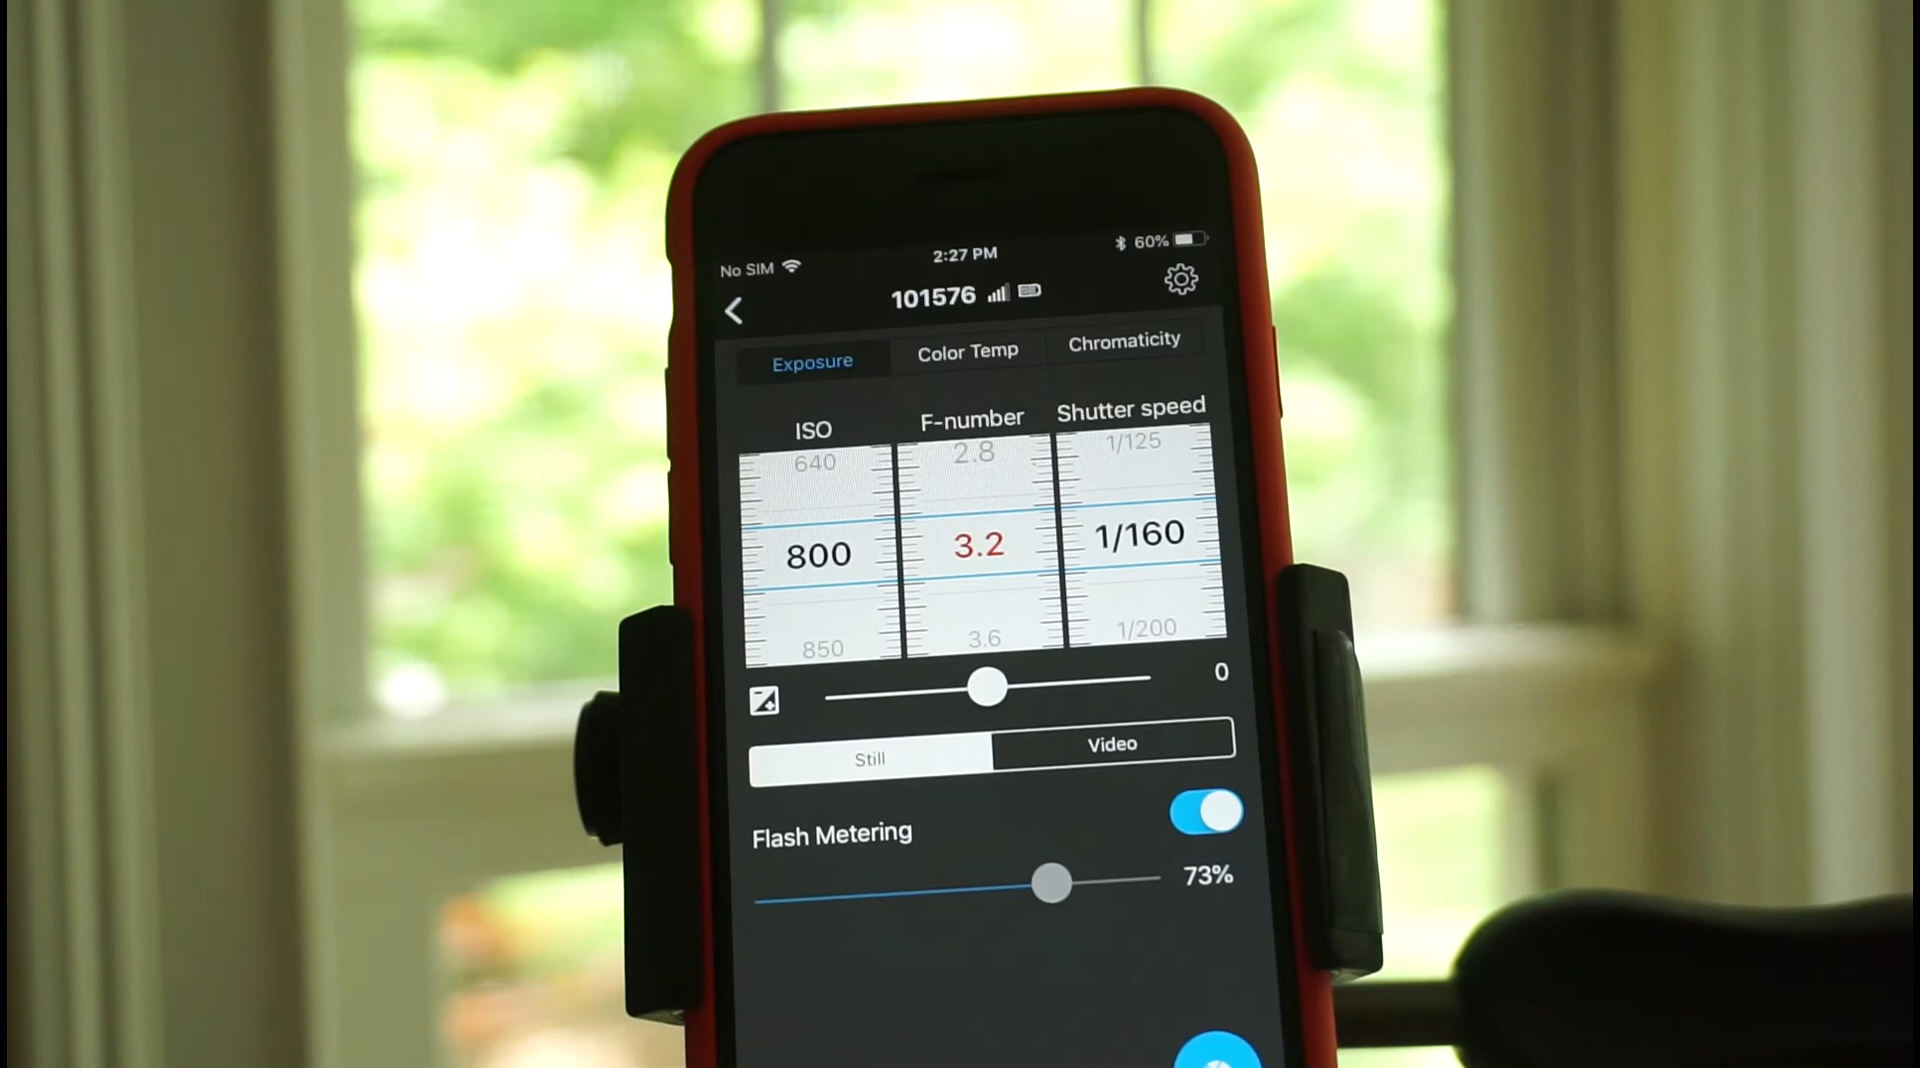 No SIM 2:27 PM 60%
101576
Exposure Color Temp Chromaticity
ISO F-number Shutter speed
640 2.8 1/125
800 3.2 1/160
850 3.6 1/200
0
Still Video
Flash Metering
73%